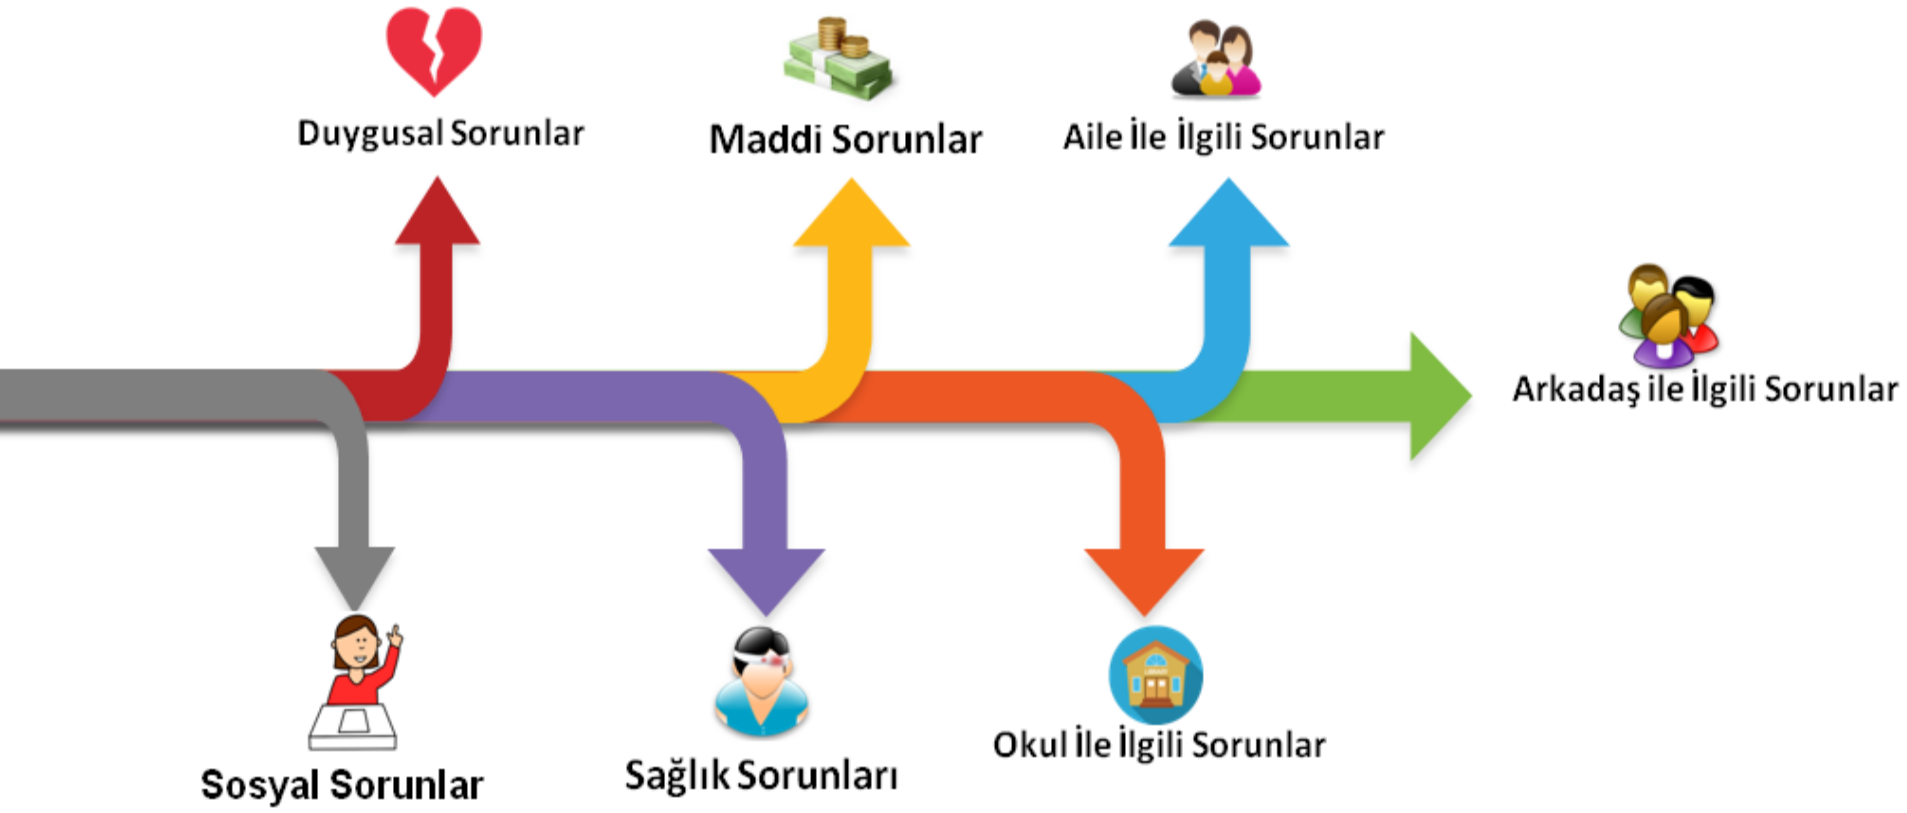 Duygusal Sorunlar
Maddi Sorunlar
Aile İle İlgili Sorunlar
Arkadaş ile İlgili Sorunlar
Sosyal Sorunlar
Sağlık Sorunları
Okul İle İlgili Sorunlar